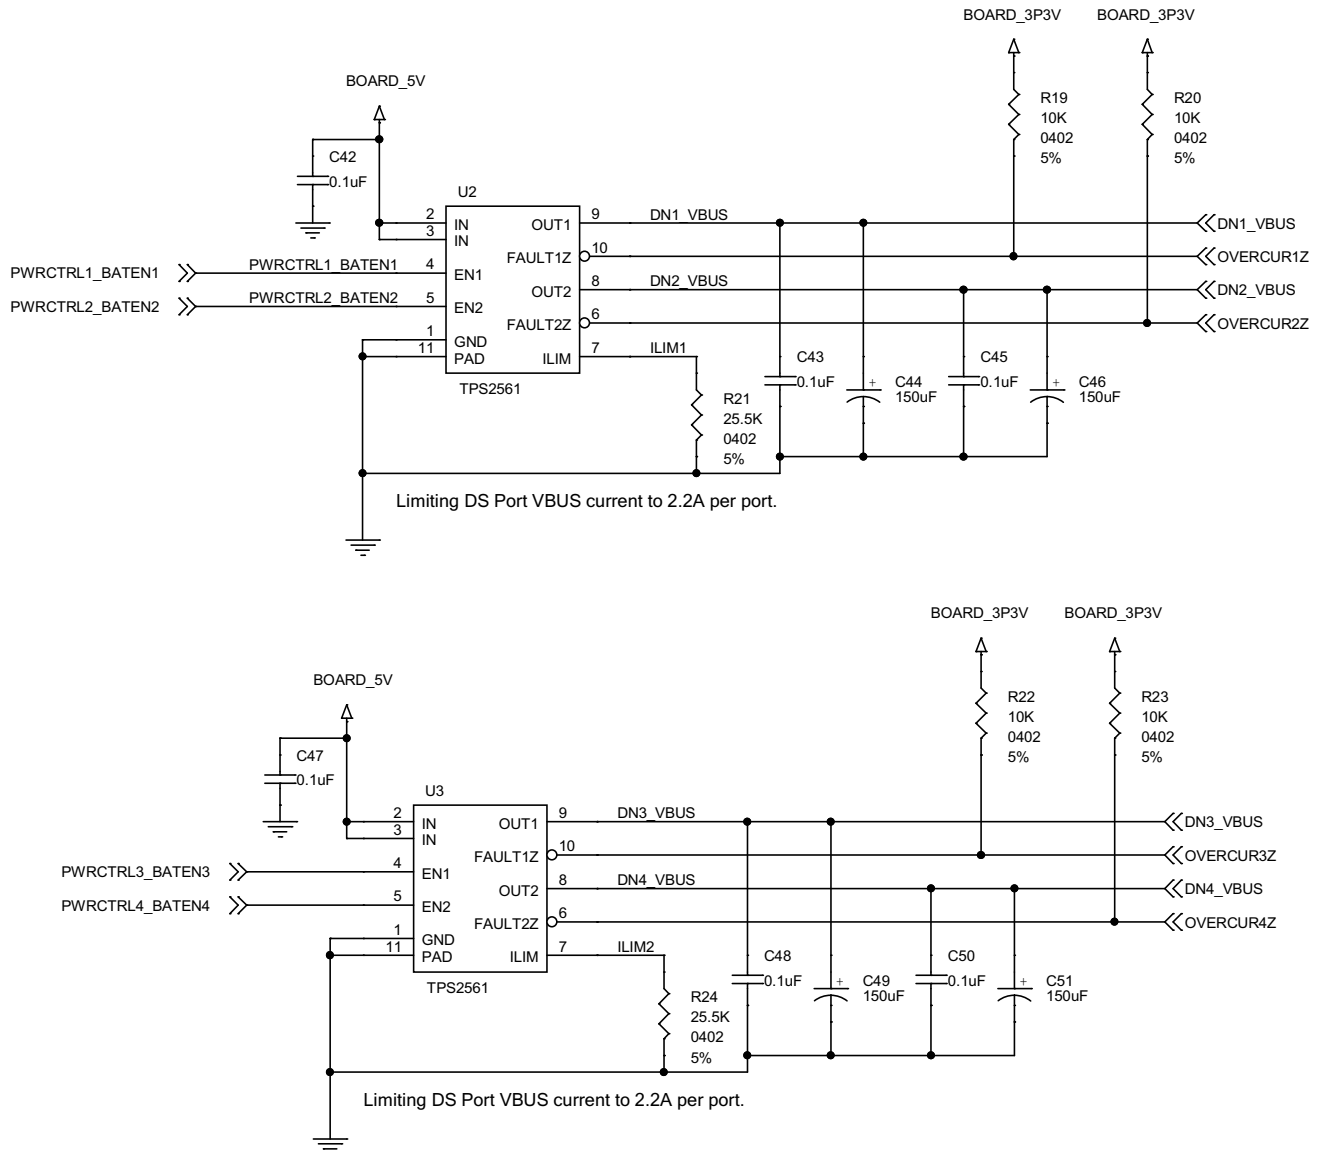 BOARD_3P3V BOARD_3P3V
BOARD_5V
R19
10K
0402
5%
R20
10K
0402
5%
C42
0.1uF
U2
2 IN
3 IN
4 EN1
5 EN2
1 GND
11 PAD
OUT1 9
FAULT1Z 10
OUT2 8
FAULT2Z 6
ILIM 7
TPS2561
PWRCTRL1_BATEN1 PWRCTRL1_BATEN1
PWRCTRL2_BATEN2 PWRCTRL2_BATEN2
DN1_VBUS DN1_VBUS
OVERCUR1Z
DN2_VBUS DN2_VBUS
OVERCUR2Z
ILIM1
R21
25.5K
0402
5%
C43
0.1uF
+
C44
150uF
C45
0.1uF
+
C46
150uF
Limiting DS Port VBUS current to 2.2A per port.
BOARD_3P3V BOARD_3P3V
BOARD_5V
R22
10K
0402
5%
R23
10K
0402
5%
C47
0.1uF
U3
2 IN
3 IN
4 EN1
5 EN2
1 GND
11 PAD
OUT1 9
FAULT1Z 10
OUT2 8
FAULT2Z 6
ILIM 7
TPS2561
PWRCTRL3_BATEN3
PWRCTRL4_BATEN4
DN3_VBUS DN3_VBUS
OVERCUR3Z
DN4_VBUS DN4_VBUS
OVERCUR4Z
ILIM2
R24
25.5K
0402
5%
C48
0.1uF
+
C49
150uF
C50
0.1uF
+
C51
150uF
Limiting DS Port VBUS current to 2.2A per port.